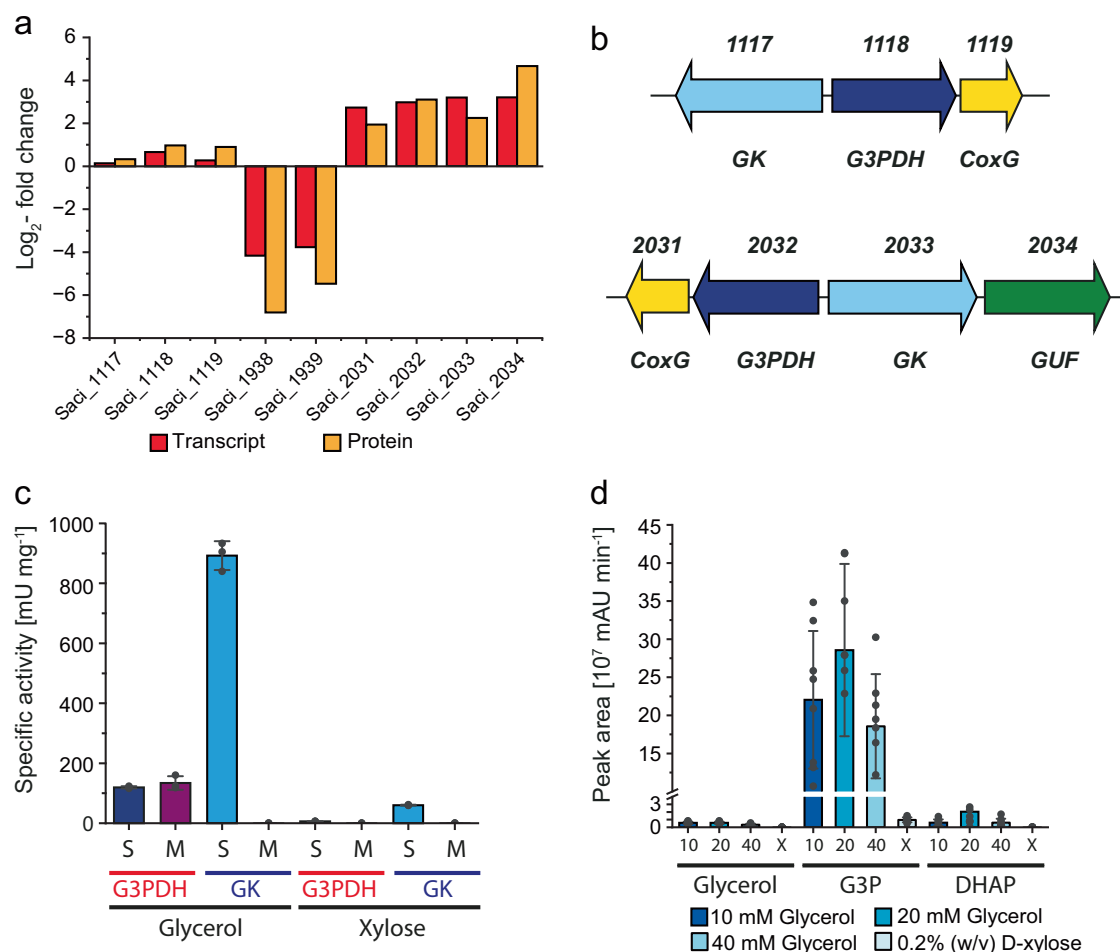 a
Log2- fold change
6
4
2
0
−2
−4
−6
−8
Saci_1117
Saci_1118
Saci_1119
Saci_1938
Saci_1939
Saci_2031
Saci_2032
Saci_2033
Saci_2034
Transcript Protein
b
1117 1118 1119
GK G3PDH CoxG
2031 2032 2033 2034
CoxG G3PDH GK GUF
c
Specific activity [mU mg-1]
1000
800
600
400
200
0
S M S M S M S M
G3PDH GK G3PDH GK
Glycerol Xylose
d
Peak area [10⁷ mAU min-1]
45
40
35
30
25
20
15
3
0
10 20 40 X 10 20 40 X 10 20 40 X
Glycerol G3P DHAP
10 mM Glycerol 20 mM Glycerol
40 mM Glycerol 0.2% (w/v) D-xylose